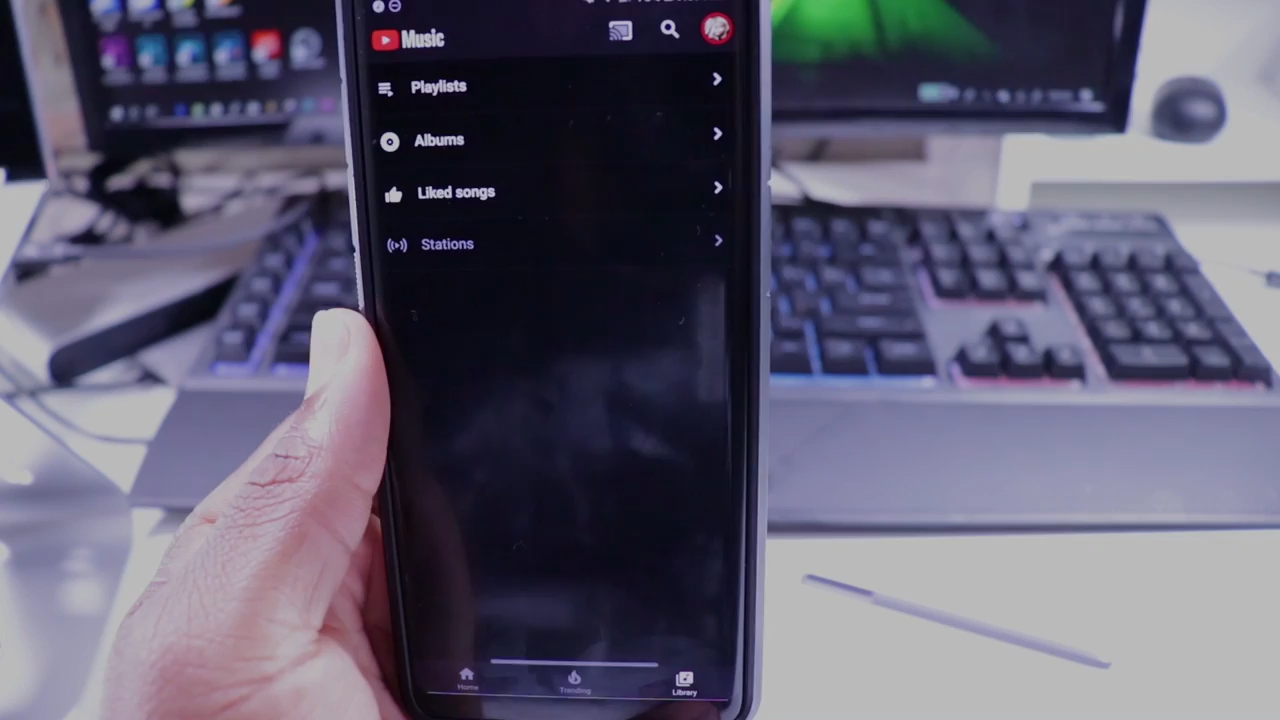 Music
Playlists
Albums
Liked songs
Stations
Home
Trending
Library